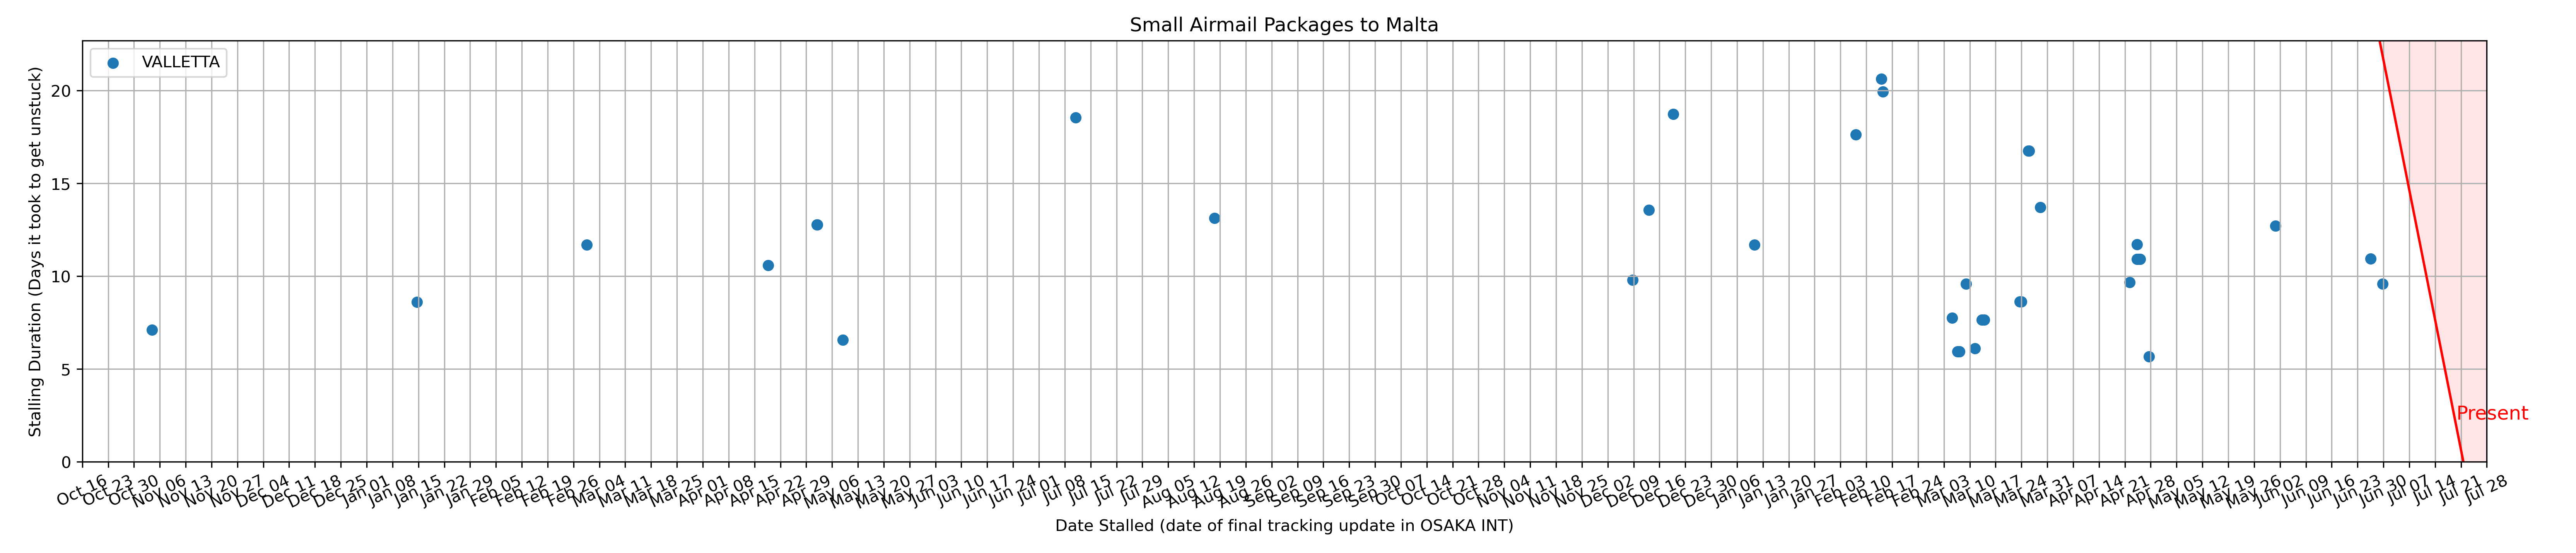 Small Airmail Packages to Malta
VALLETTA
Stalling Duration (Days it took to get unstuck)
20
15
10
5
0
Present
Oct 16
Oct 23
Oct 30
Nov 06
Nov 13
Nov 20
Nov 27
Dec 04
Dec 11
Dec 18
Dec 25
Jan 01
Jan 08
Jan 15
Jan 22
Jan 29
Feb 05
Feb 12
Feb 19
Feb 26
Mar 04
Mar 11
Mar 18
Mar 25
Apr 01
Apr 08
Apr 15
Apr 22
Apr 29
May 06
May 13
May 20
May 27
Jun 03
Jun 10
Jun 17
Jun 24
Jul 01
Jul 08
Jul 15
Jul 22
Jul 29
Aug 05
Aug 12
Aug 19
Aug 26
Sep 02
Sep 09
Sep 16
Sep 23
Sep 30
Oct 07
Oct 14
Oct 21
Oct 28
Nov 04
Nov 11
Nov 18
Nov 25
Dec 02
Dec 09
Dec 16
Dec 23
Dec 30
Jan 06
Jan 13
Jan 20
Jan 27
Feb 03
Feb 10
Feb 17
Feb 24
Mar 03
Mar 10
Mar 17
Mar 24
Mar 31
Apr 07
Apr 14
Apr 21
Apr 28
May 05
May 12
May 19
May 26
Jun 02
Jun 09
Jun 16
Jun 23
Jun 30
Jul 07
Jul 14
Jul 21
Jul 28
Date Stalled (date of final tracking update in OSAKA INT)